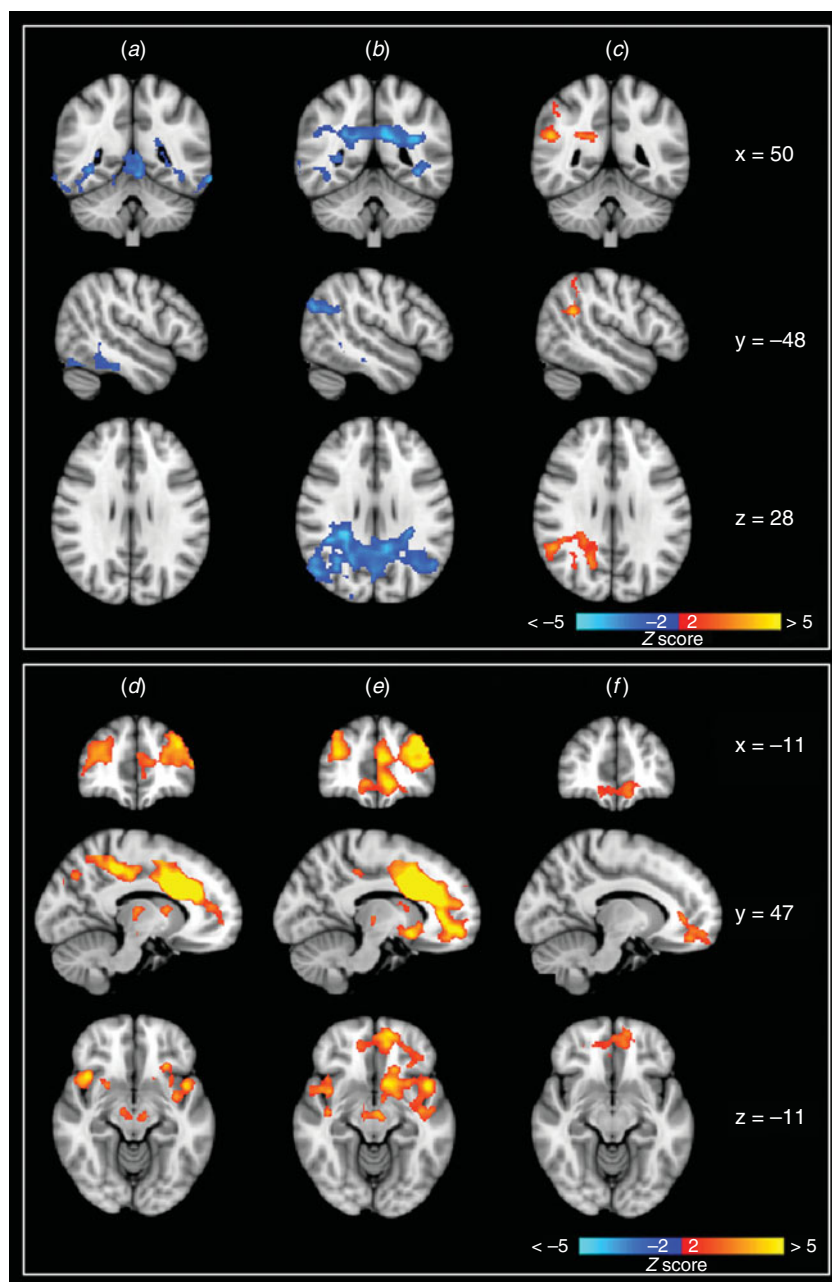 (a) (b) (c)
x = 50
y = –48
z = 28
< –5 –2 2 > 5
Z score
(d) (e) (f)
x = –11
y = 47
z = –11
< –5 –2 2 > 5
Z score